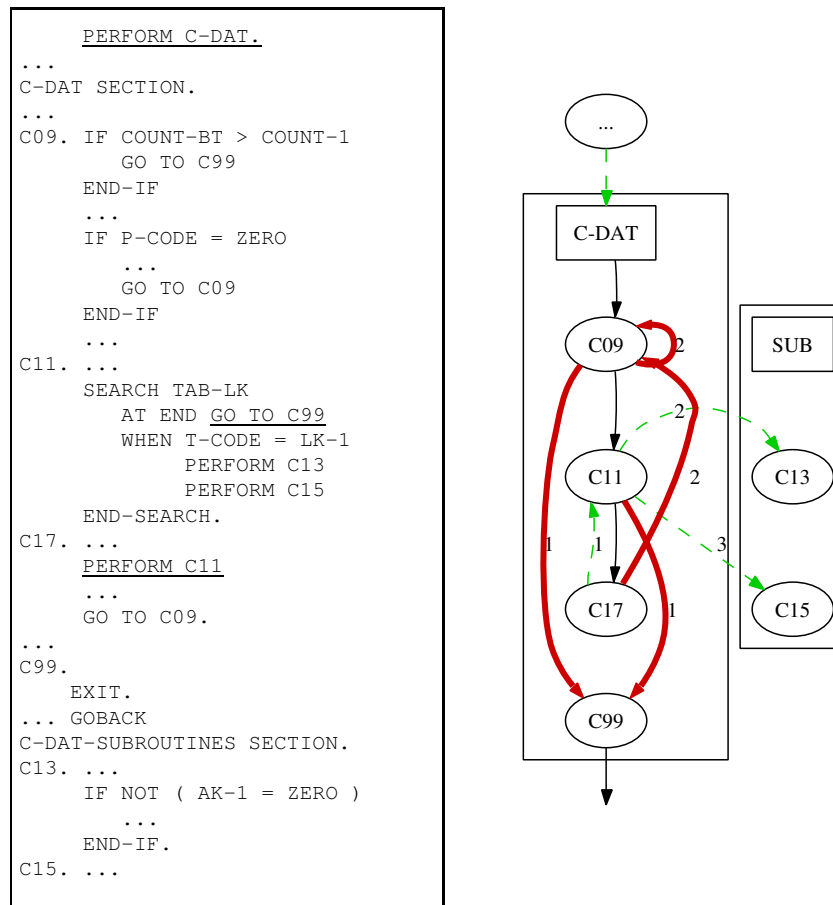 PERFORM C-DAT.
...
C-DAT SECTION.
...
C09. IF COUNT-BT > COUNT-1
GO TO C99
END-IF
...
IF P-CODE = ZERO
...
GO TO C09
END-IF
...
C11. ...
SEARCH TAB-LK
AT END GO TO C99
WHEN T-CODE = LK-1
PERFORM C13
PERFORM C15
END-SEARCH.
C17. ...
PERFORM C11
...
GO TO C09.
...
C99.
EXIT.
... GOBACK
C-DAT-SUBROUTINES SECTION.
C13. ...
IF NOT ( AK-1 = ZERO )
...
END-IF.
C15. ...
...
C-DAT
C09
2
SUB
2
C11
2
C13
1
1
3
C17
1
C15
C99